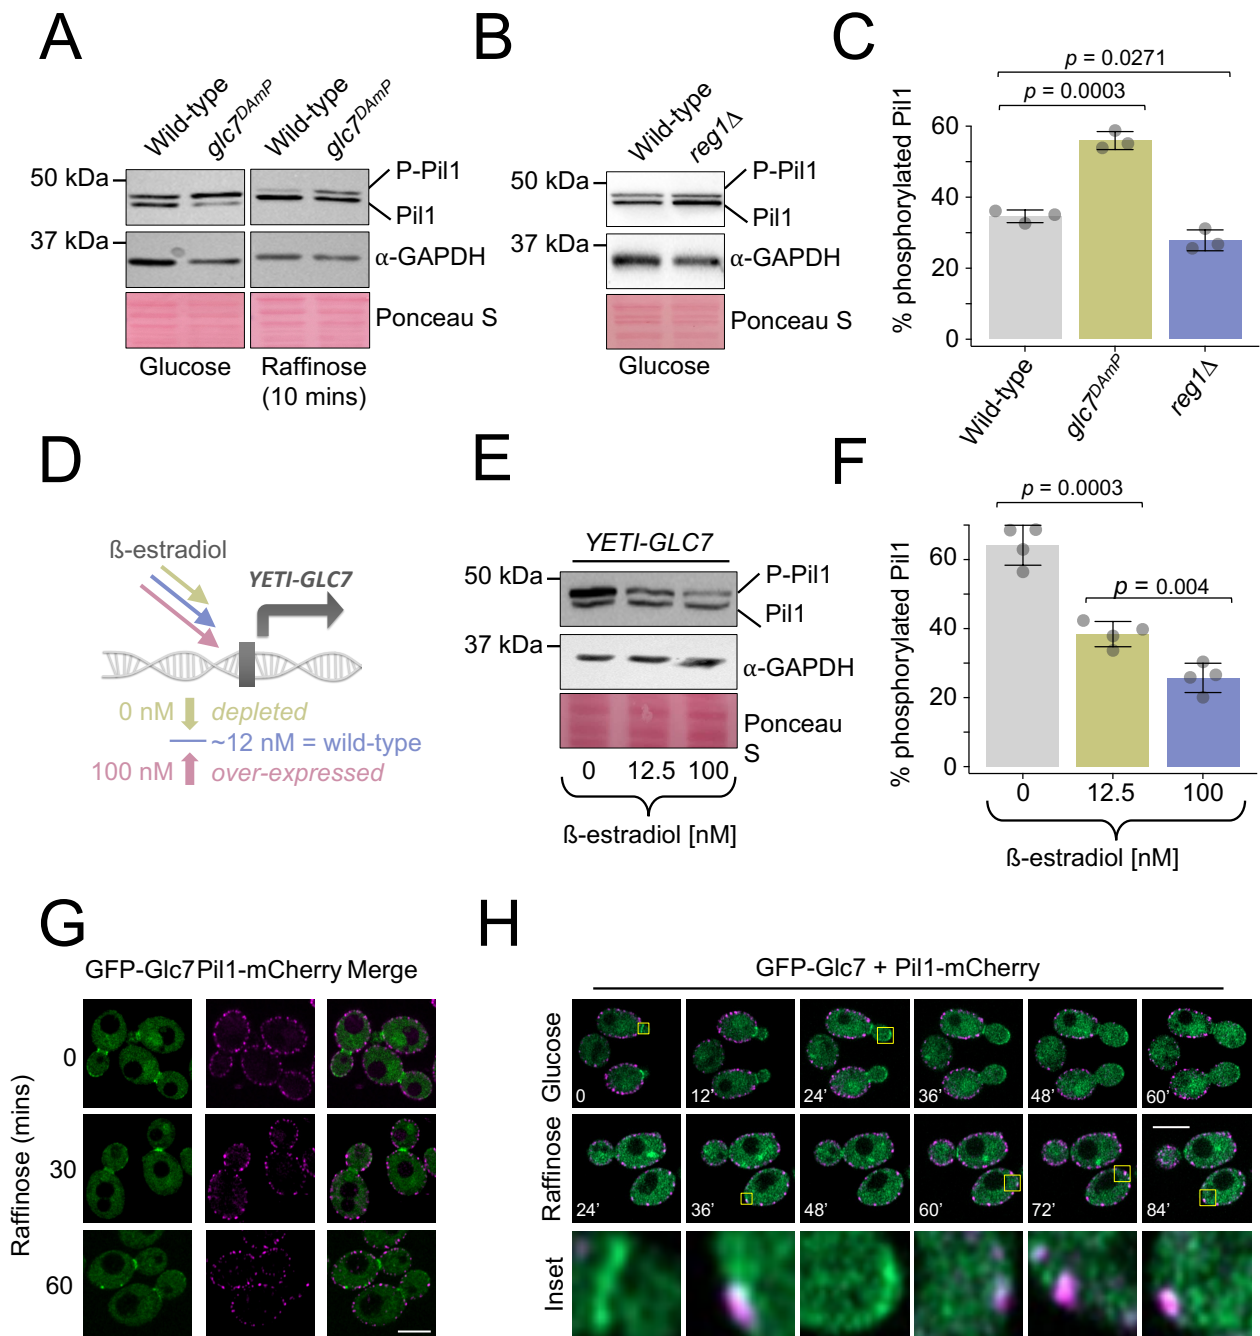 A
Wild-type
glc7DAmP
Wild-type
glc7DAmP
50 kDa
P-Pil1
Pil1
37 kDa
α-GAPDH
Ponceau S
Glucose
Raffinose
(10 mins)
B
Wild-type
reg1Δ
50 kDa
P-Pil1
Pil1
37 kDa
α-GAPDH
Ponceau S
Glucose
C
p = 0.0271
p = 0.0003
% phosphorylated Pil1
60
40
20
0
Wild-type
glc7DAmP
reg1Δ
D
ß-estradiol
YETI-GLC7
0 nM depleted
~12 nM = wild-type
100 nM over-expressed
E
YETI-GLC7
50 kDa
P-Pil1
Pil1
37 kDa
α-GAPDH
Ponceau
S
0 12.5 100
ß-estradiol [nM]
F
p = 0.0003
p = 0.004
% phosphorylated Pil1
60
40
20
0
0 12.5 100
ß-estradiol [nM]
G
GFP-Glc7 Pil1-mCherry Merge
Raffinose (mins)
0
30
60
H
GFP-Glc7 + Pil1-mCherry
Glucose
0 12' 24' 36' 48' 60'
Raffinose
24' 36' 48' 60' 72' 84'
Inset